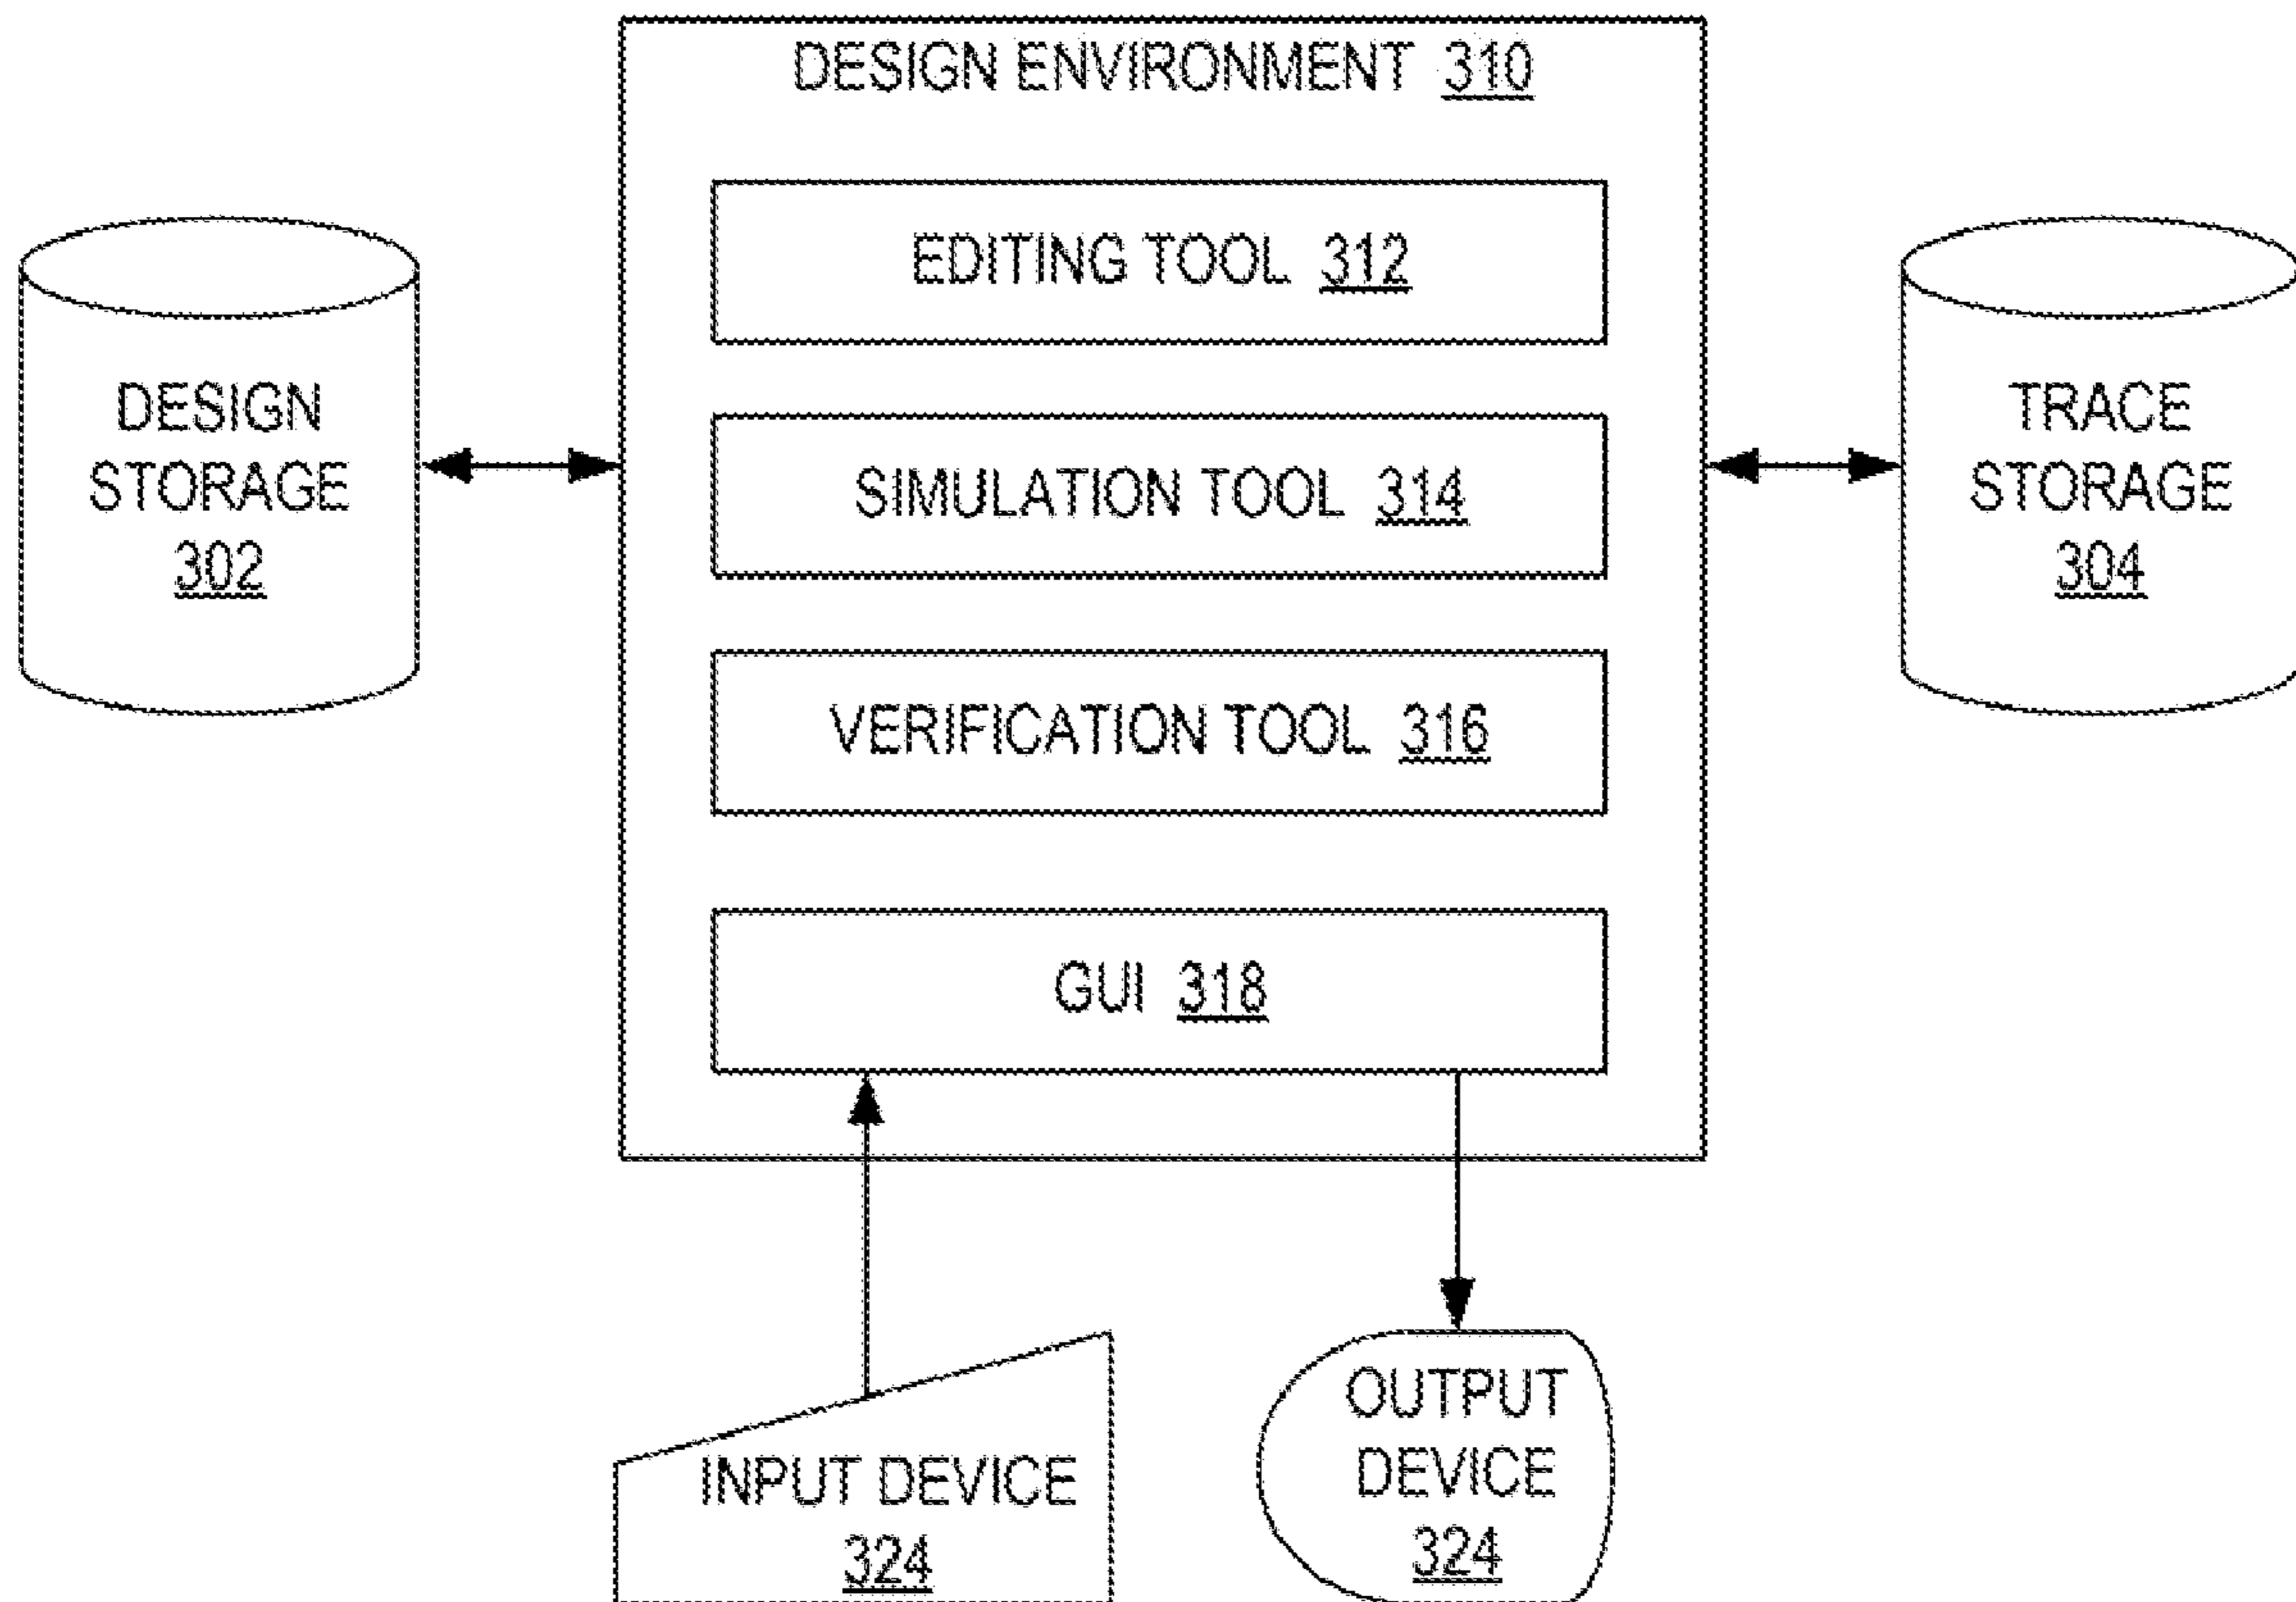 DESIGN ENVIRONMENT 310
EDITING TOOL 312
DESIGN
STORAGE
302
SIMULATION TOOL 314
TRACE
STORAGE
304
VERIFICATION TOOL 316
GUI 318
INPUT DEVICE
324
OUTPUT
DEVICE
324